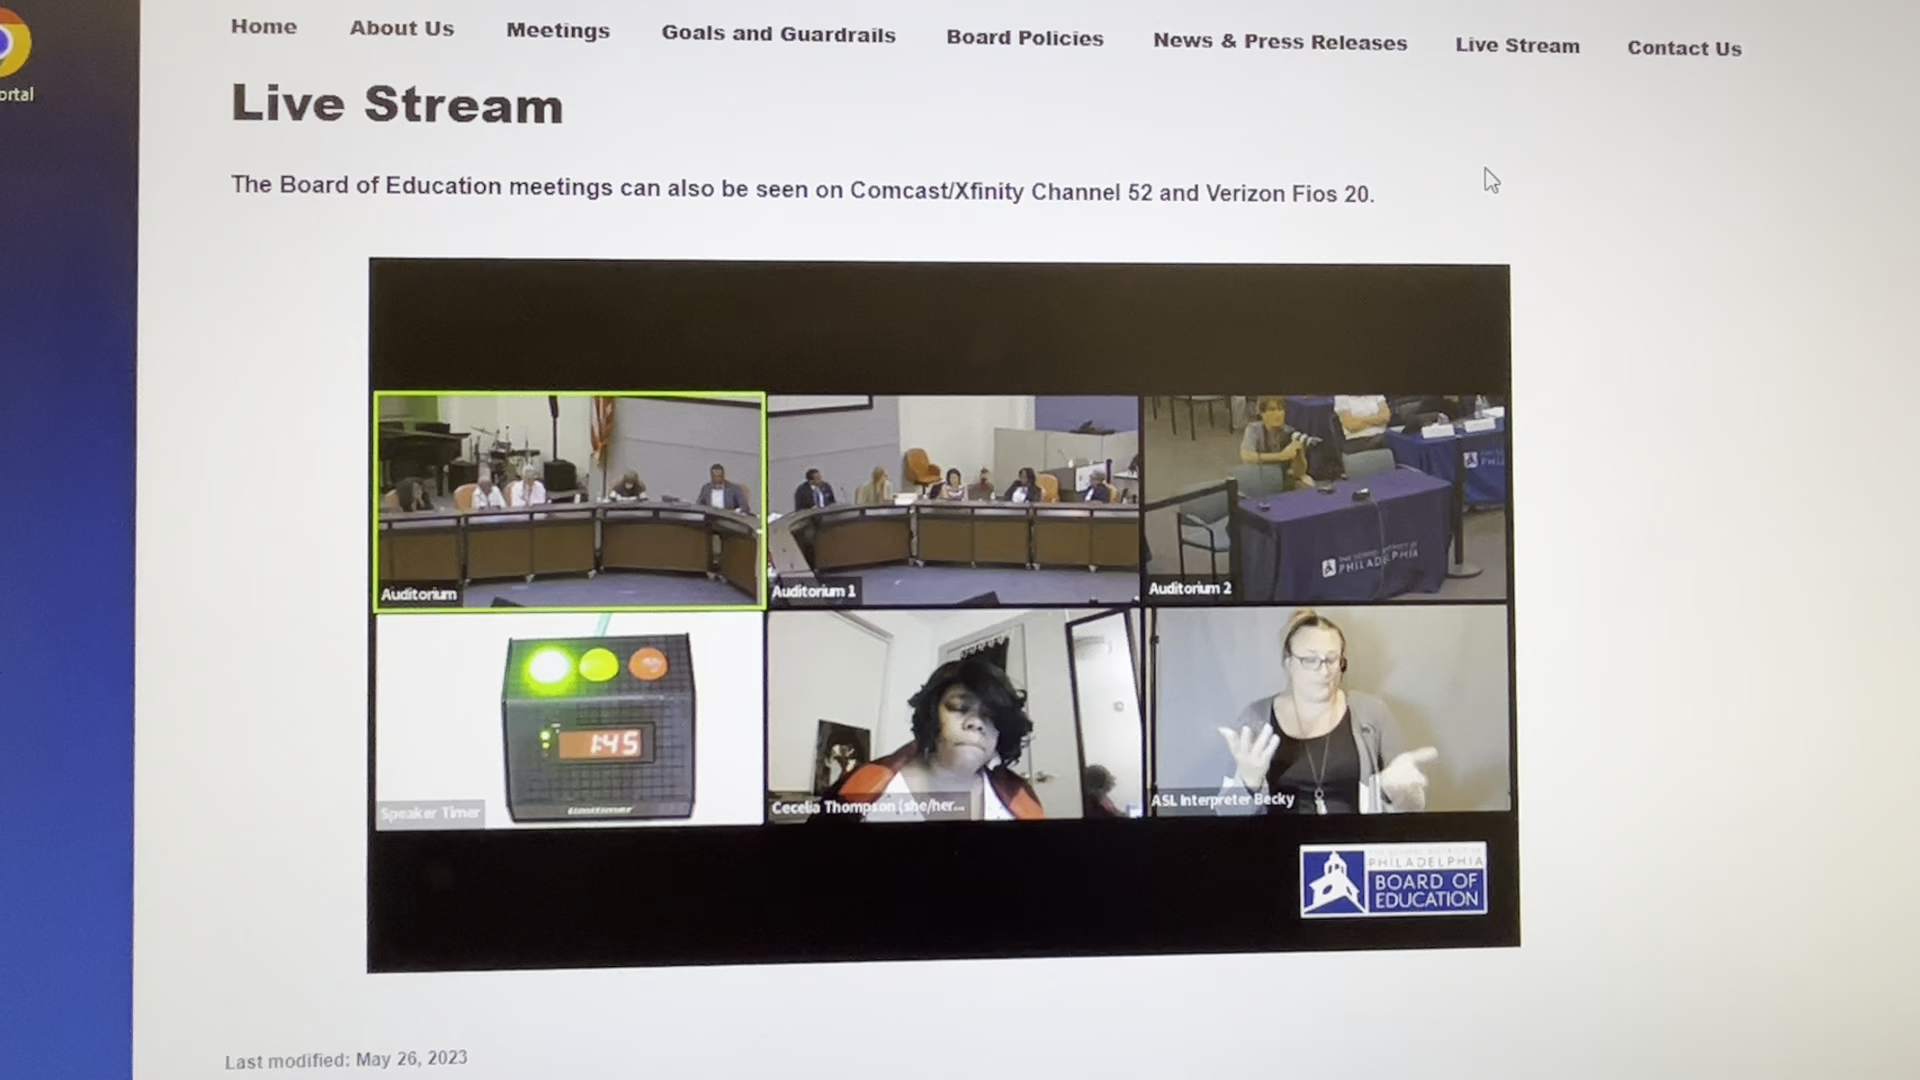 ortal
Home About Us Meetings Goals and Guardrails Board Policies News & Press Releases Live Stream Contact Us
Live Stream
The Board of Education meetings can also be seen on Comcast/Xfinity Channel 52 and Verizon Fios 20.
Auditorium
Auditorium 1
Auditorium 2
PHILADELPHIA
1:45
Speaker Timer
Cecelia Thompson (she/her...
ASL Interpreter Becky
PHILADELPHIA
BOARD OF
EDUCATION
Last modified: May 26, 2023